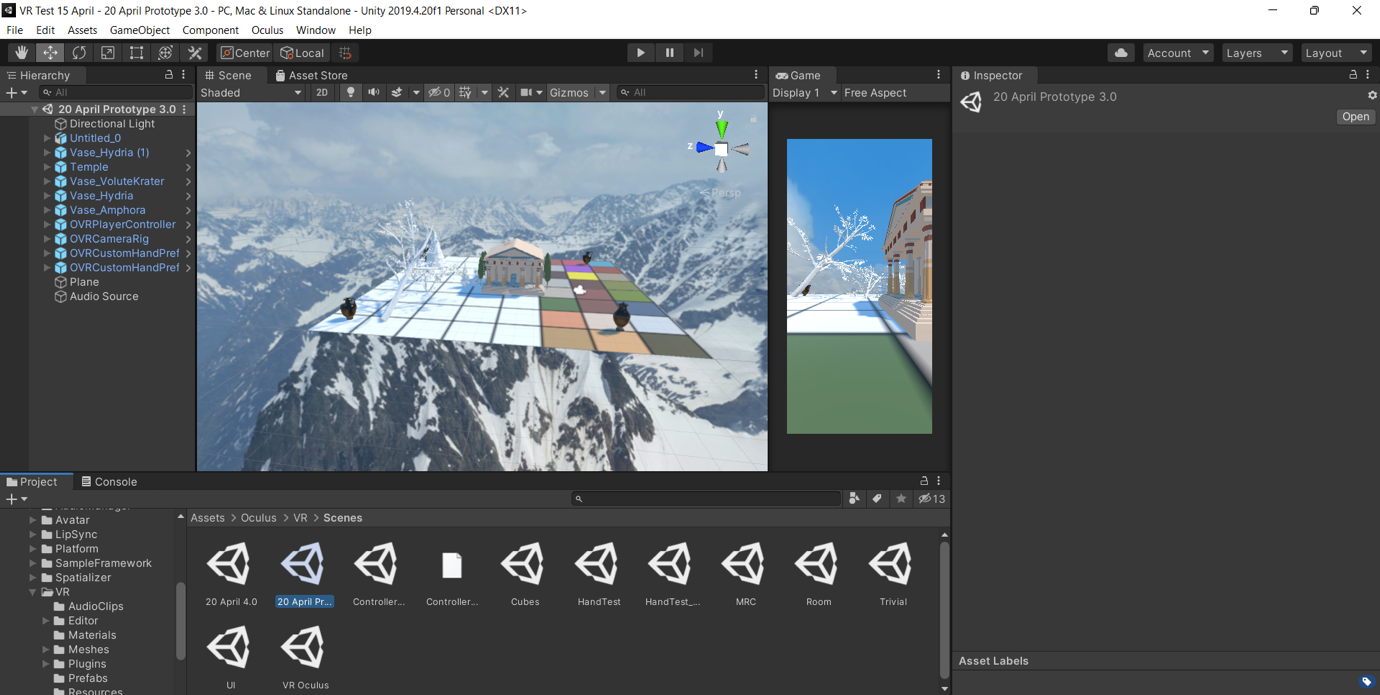 VR Test 15 April - 20 April Prototype 3.0 - PC, Mac & Linux Standalone - Unity 2019.4.20f1 Personal <DX11>
File Edit Assets GameObject Component Oculus Window Help
Center Local Account Layers Layout
Hierarchy
All
20 April Prototype 3.0
Directional Light
Untitled_0
Vase_Hydria (1)
Temple
Vase_VoluteKrater
Vase_Hydria
Vase_Amphora
OVRPlayerController
OVRCameraRig
OVRCustomHandPref
OVRCustomHandPref
Plane
Audio Source
Scene Asset Store
Shaded 2D 0 Gizmos All
y
z
Persp
Game
Display 1 Free Aspect
Inspector
20 April Prototype 3.0
Open
Asset Labels
Project Console
13
AudioManager
Avatar
LipSync
Platform
SampleFramework
Spatializer
VR
AudioClips
Editor
Materials
Meshes
Plugins
Prefabs
Resources
Assets > Oculus > VR > Scenes
20 April 4.0 20 April Pr... Controller... Controller... Cubes HandTest HandTest_... MRC Room Trivial
UI VR Oculus